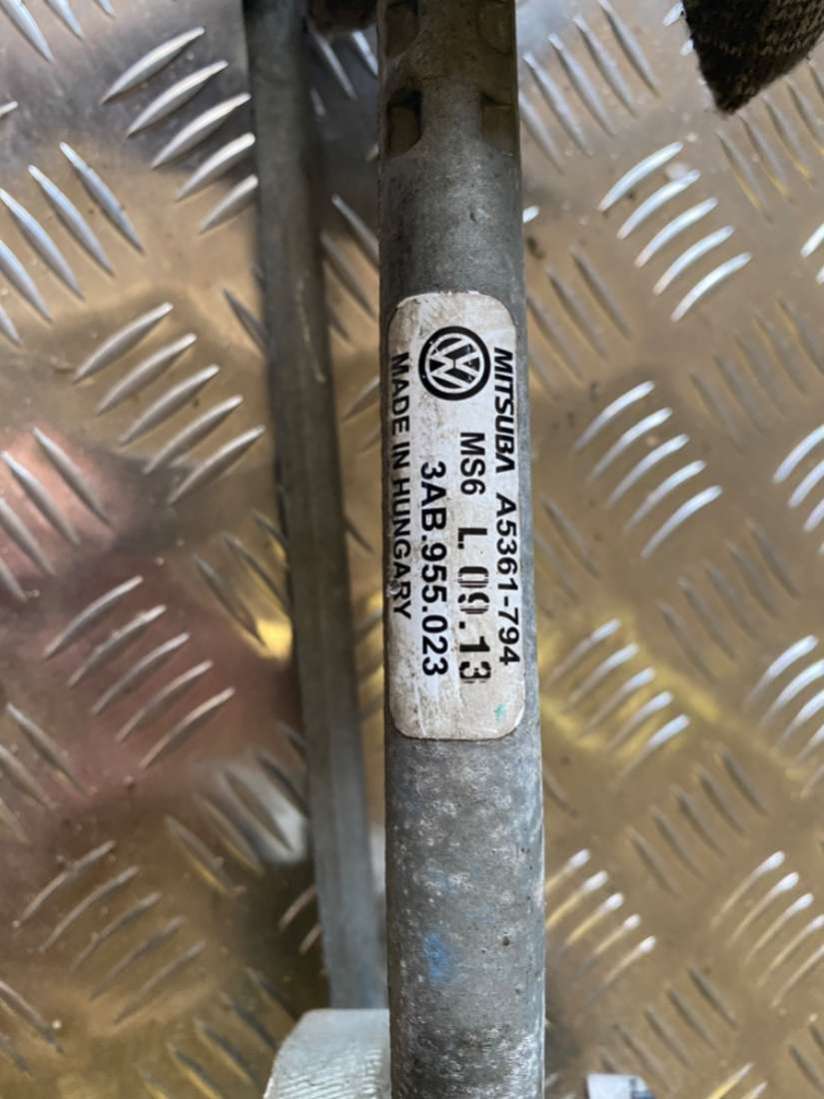 MITSUBA A5361-794
MS6 L. 09.13
3AB.955.023
MADE IN HUNGARY